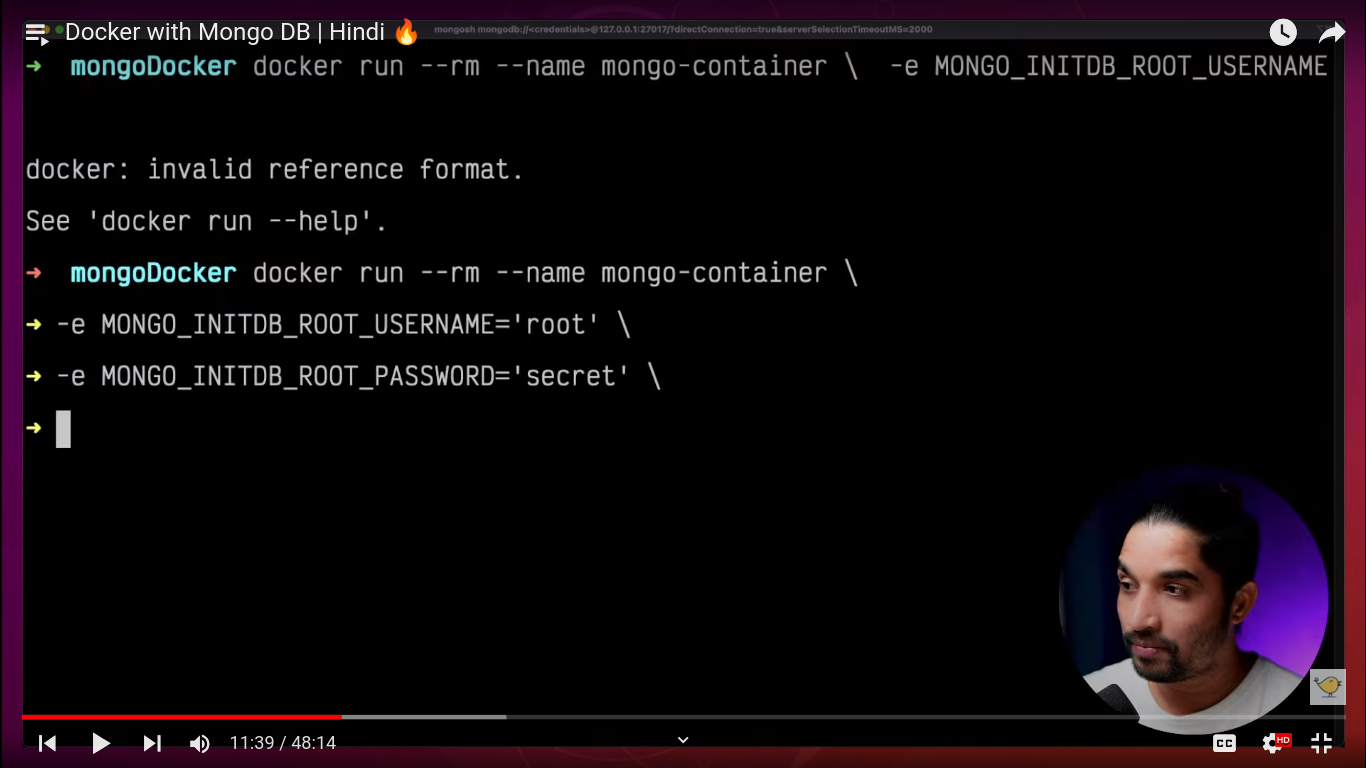 Docker with Mongo DB | Hindi 🔥
mongosh mongodb://<credentials>@127.0.0.1:27017/?directConnection=true&serverSelectionTimeoutMS=2000
➜ mongoDocker docker run --rm --name mongo-container \ -e MONGO_INITDB_ROOT_USERNAME
docker: invalid reference format.
See 'docker run --help'.
➜ mongoDocker docker run --rm --name mongo-container \
➜ -e MONGO_INITDB_ROOT_USERNAME='root' \
➜ -e MONGO_INITDB_ROOT_PASSWORD='secret' \
➜
11:39 / 48:14
CC
HD